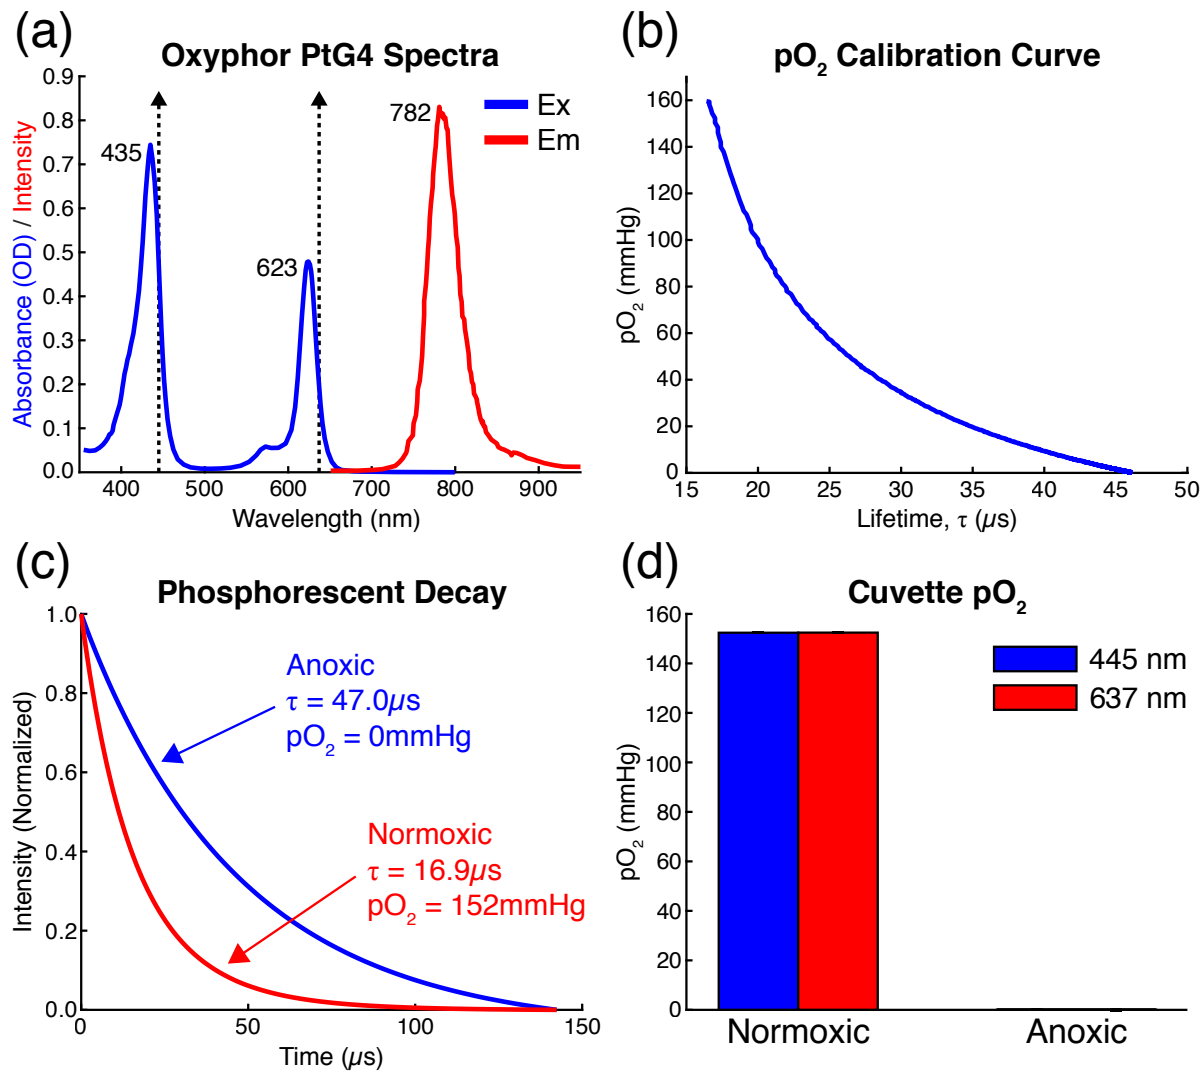 (a)
Oxyphor PtG4 Spectra
Absorbance (OD) / Intensity
0.9
0.8
0.7
0.6
0.5
0.4
0.3
0.2
0.1
0.0
435
623
782
Ex
Em
400 500 600 700 800 900
Wavelength (nm)
(b)
pO₂ Calibration Curve
pO₂ (mmHg)
160
140
120
100
80
60
40
20
0
15 20 25 30 35 40 45 50
Lifetime, τ (µs)
(c)
Phosphorescent Decay
Intensity (Normalized)
1.0
0.8
0.6
0.4
0.2
0.0
Anoxic
τ = 47.0µs
pO₂ = 0mmHg
Normoxic
τ = 16.9µs
pO₂ = 152mmHg
0 50 100 150
Time (µs)
(d)
Cuvette pO₂
pO₂ (mmHg)
160
140
120
160
80
60
40
20
0
445 nm
637 nm
Normoxic Anoxic